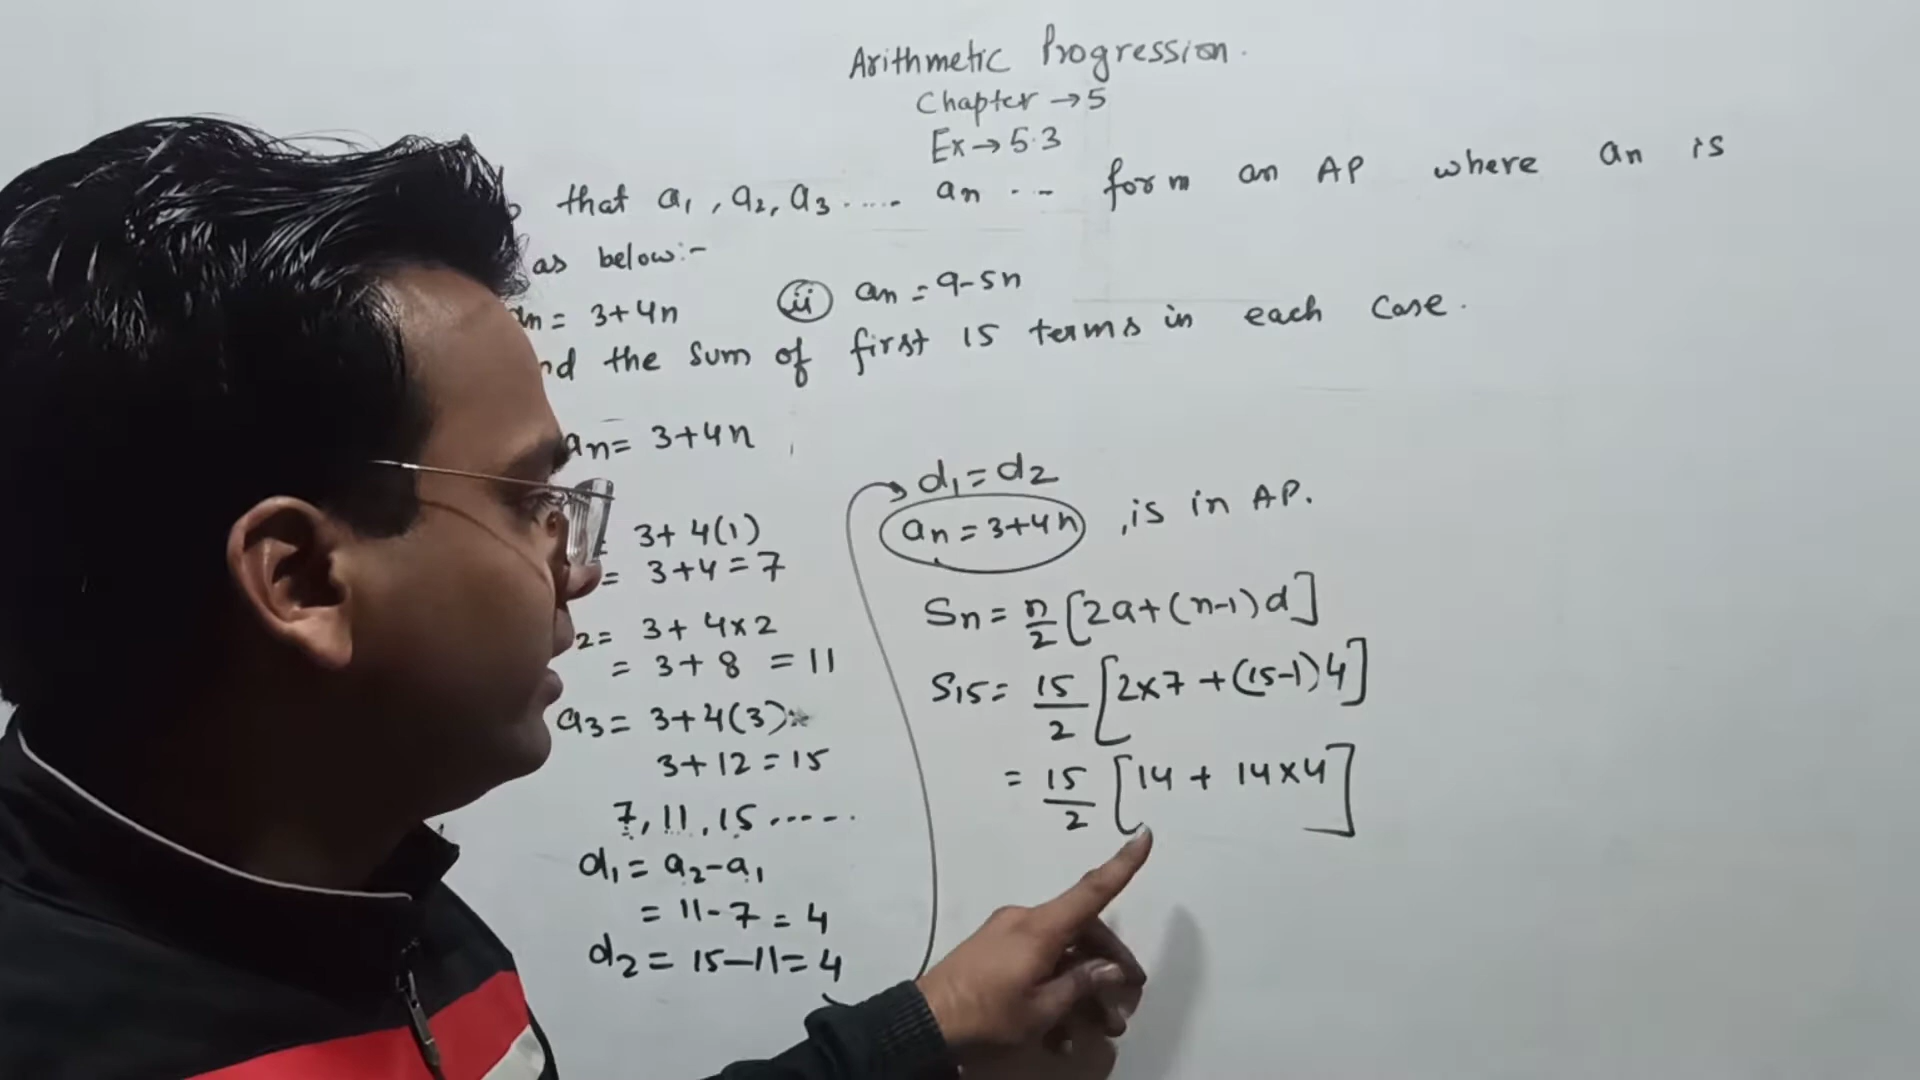 Arithmetic Progression.
Chapter → 5
Ex → 5.3
that a1, a2, a3 ..... an ... form an AP where an is
as below:-
an = 3+4n (ii) an = 9-5n
the sum of first 15 terms in each case.
an = 3+4n
= 3+4(1)
= 3+4 = 7
2 = 3+4×2
= 3+8 = 11
a3 = 3+4(3)
3+12 = 15
7, 11, 15 .....
d1 = a2-a1
= 11-7 = 4
d2 = 15-11 = 4
d1 = d2
an = 3+4n, is in AP.
Sn = n/2 [2a+(n-1)d]
S15 = 15/2 [2×7+(15-1)4]
= 15/2 [14+14×4]